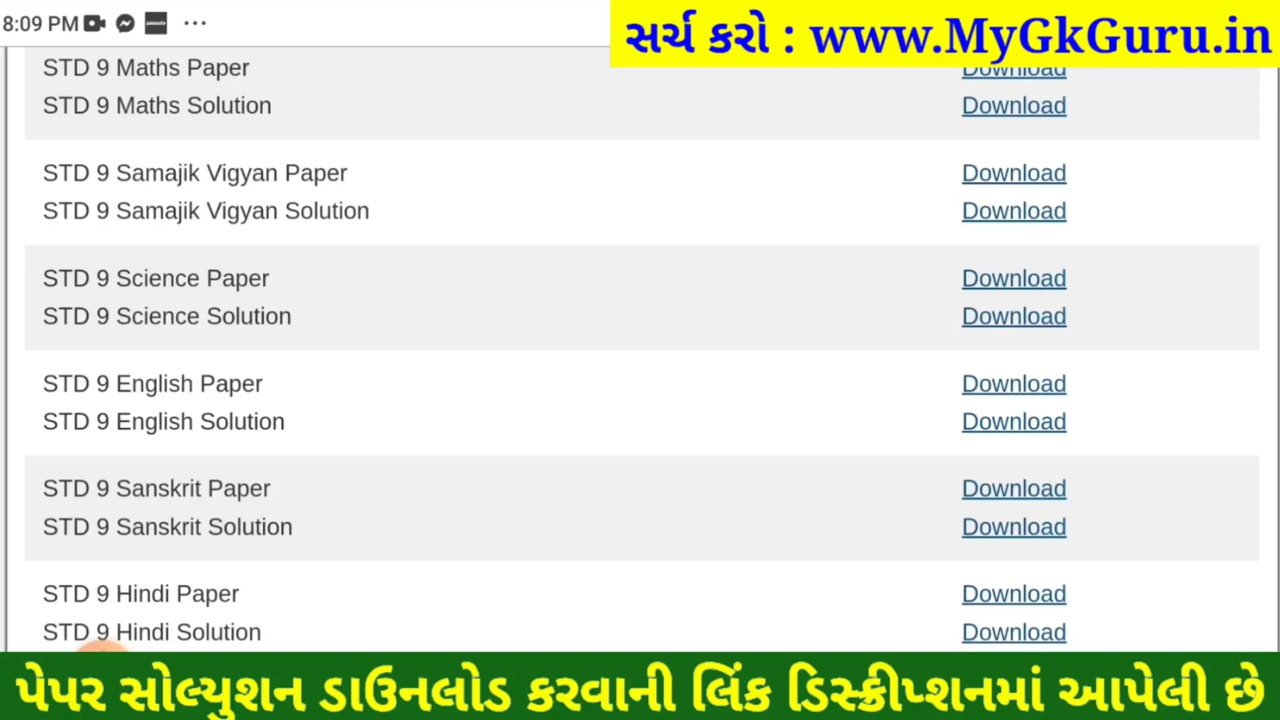 8:09 PM
સર્ચ કરો : www.MyGkGuru.in
STD 9 Maths Paper Download
STD 9 Maths Solution Download
STD 9 Samajik Vigyan Paper Download
STD 9 Samajik Vigyan Solution Download
STD 9 Science Paper Download
STD 9 Science Solution Download
STD 9 English Paper Download
STD 9 English Solution Download
STD 9 Sanskrit Paper Download
STD 9 Sanskrit Solution Download
STD 9 Hindi Paper Download
STD 9 Hindi Solution Download
પેપર સોલ્યુશન ડાઉનલોડ કરવાની લિંક ડિસ્ક્રીપ્શનમાં આપેલી છે